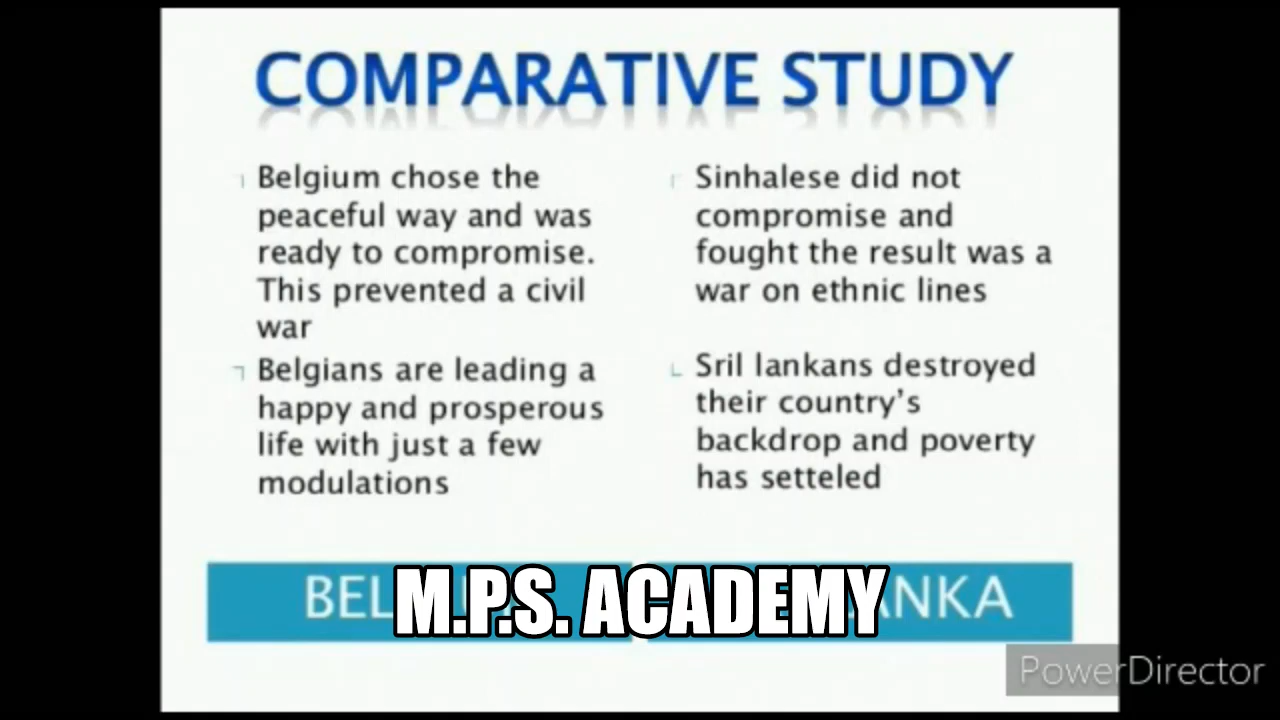 COMPARATIVE STUDY
Belgium chose the
peaceful way and was
ready to compromise.
This prevented a civil
war
Belgians are leading a
happy and prosperous
life with just a few
modulations
Sinhalese did not
compromise and
fought the result was a
war on ethnic lines
Sril lankans destroyed
their country's
backdrop and poverty
has setteled
M.P.S. ACADEMY
PowerDirector